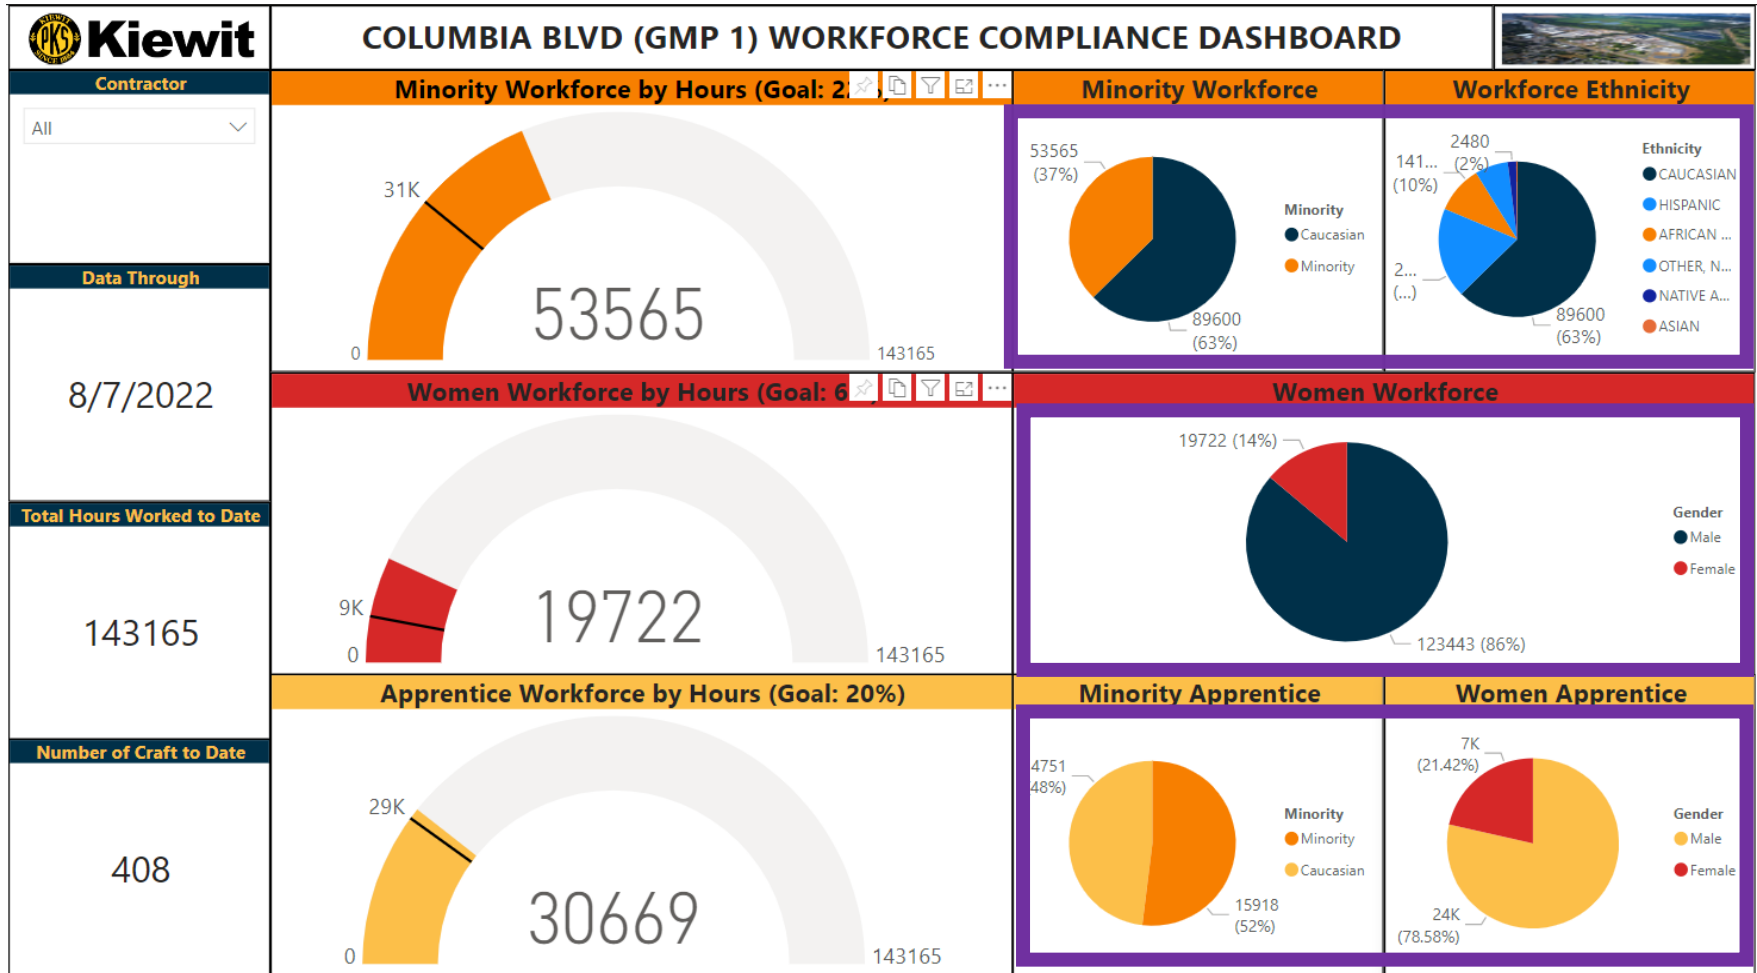 KIEWIT
PKS
SINCE 1884
Kiewit
COLUMBIA BLVD (GMP 1) WORKFORCE COMPLIANCE DASHBOARD
Contractor
All
Data Through
8/7/2022
Total Hours Worked to Date
143165
Number of Craft to Date
408
Minority Workforce by Hours (Goal:
31K
53565
0
143165
Minority Workforce
53565
(37%)
89600
(63%)
Minority
Caucasian
Minority
Workforce Ethnicity
2480
(2%)
141...
(10%)
2...
(...)
89600
(63%)
Ethnicity
CAUCASIAN
HISPANIC
AFRICAN ...
OTHER, N...
NATIVE A...
ASIAN
Women Workforce by Hours (Goal: 6
9K
19722
0
143165
Women Workforce
19722 (14%)
123443 (86%)
Gender
Male
Female
Apprentice Workforce by Hours (Goal: 20%)
29K
30669
0
143165
Minority Apprentice
4751
48%)
15918
(52%)
Minority
Minority
Caucasian
Women Apprentice
7K
(21.42%)
24K
(78.58%)
Gender
Male
Female